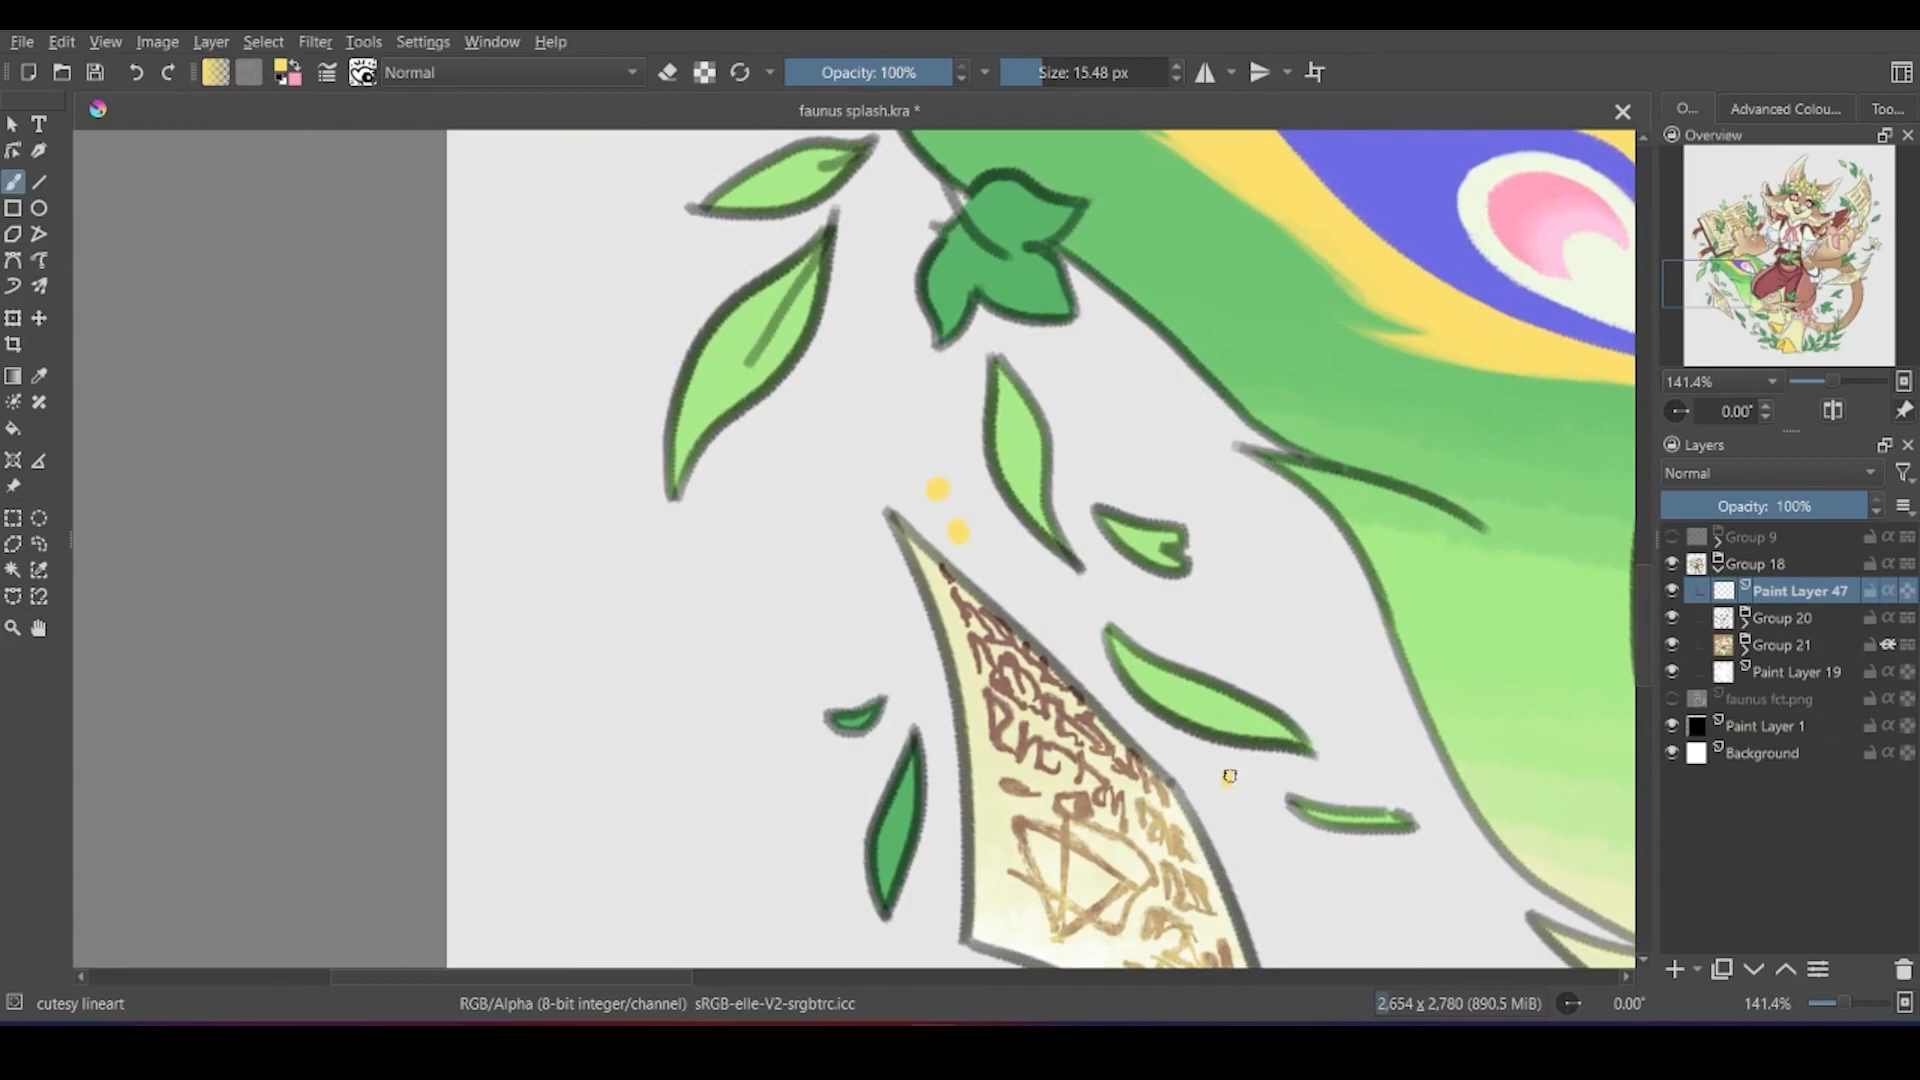 File Edit View Image Layer Select Filter Tools Settings Window Help
Normal Opacity: 100% Size: 15.48 px
faunus splash.kra *
O... Advanced Colou... Too...
Overview
141.4%
0.00°
Layers
Normal
Opacity: 100%
Group 9
Group 18
Paint Layer 47
Group 20
Group 21
Paint Layer 19
faunus fct.png
Paint Layer 1
Background
cutesy lineart RGB/Alpha (8-bit integer/channel) sRGB-elle-V2-srgbtrc.icc 2,654 x 2,780 (890.5 MiB) 0.00° 141.4%